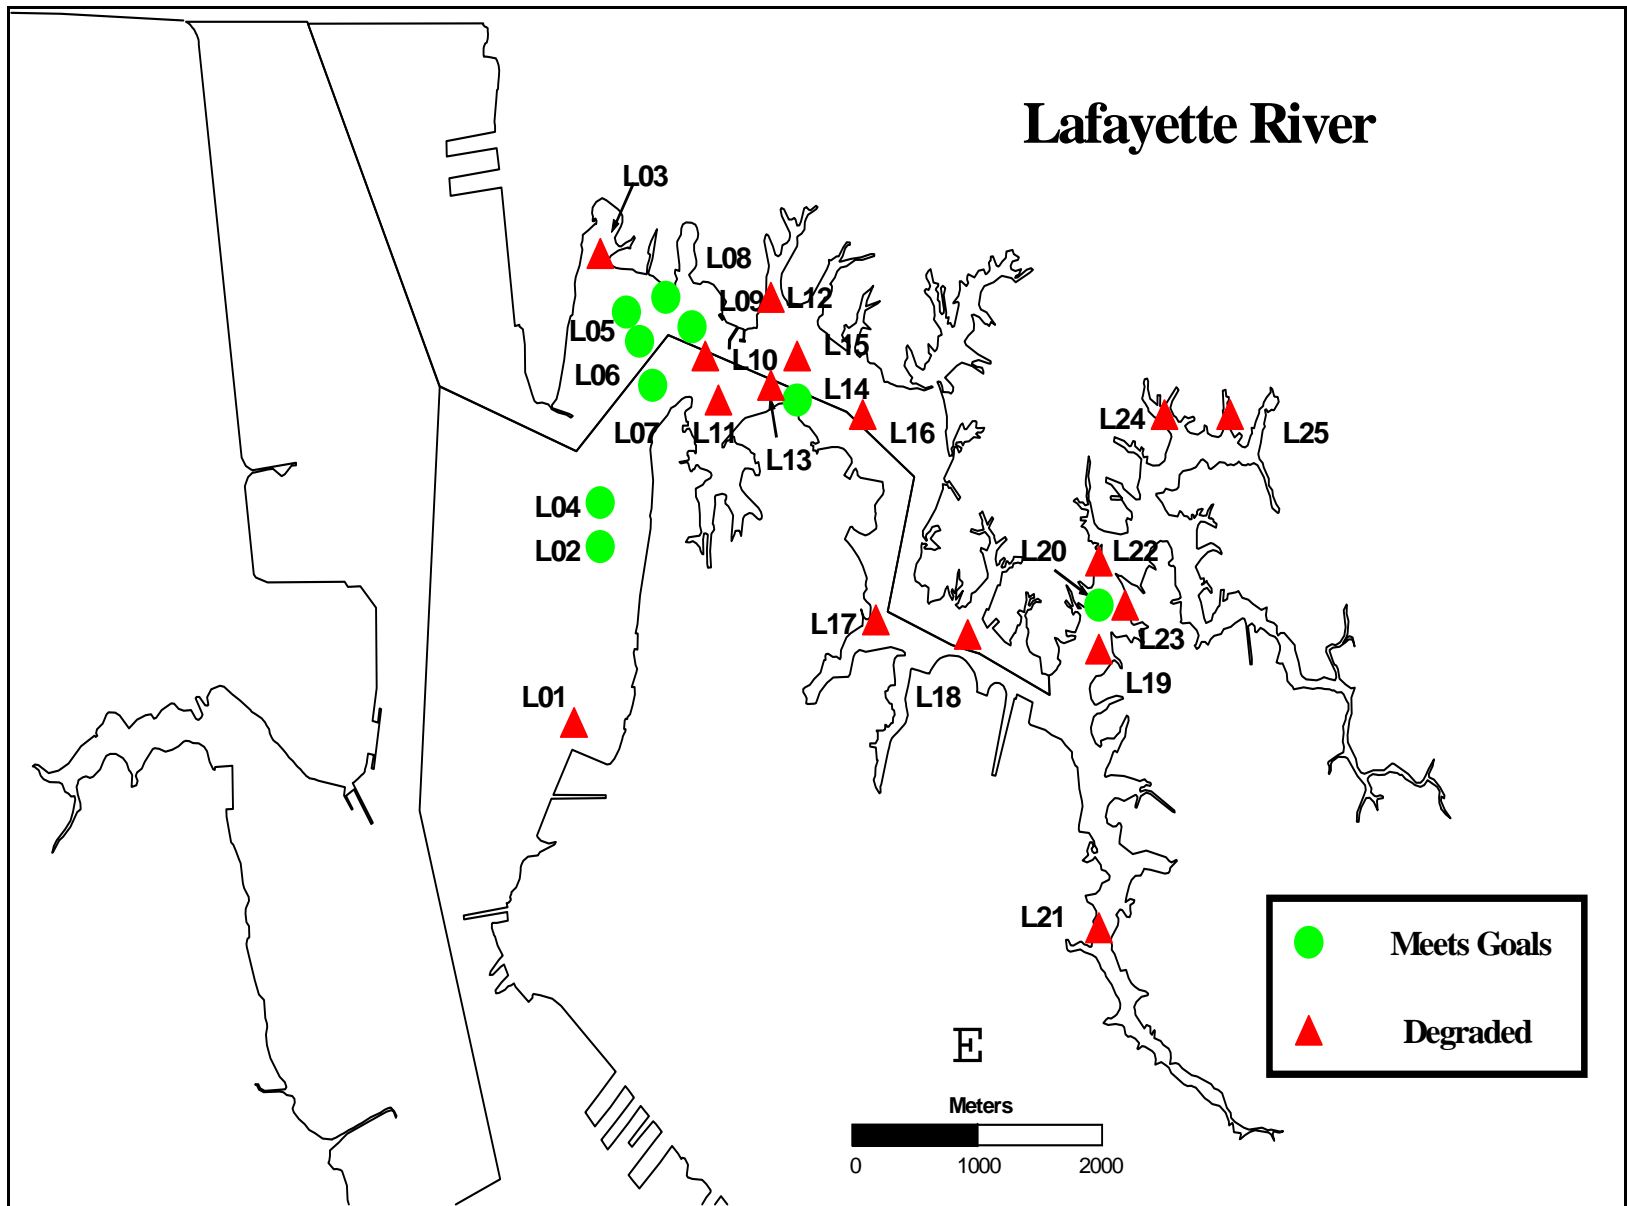 Lafayette River
L03
L08
L09
L12
L05
L15
L10
L06
L14
L07
L11
L16
L13
L24
L25
L04
L02
L20
L22
L17
L23
L19
L01
L18
L21
Meets Goals
Degraded
E
Meters
0 1000 2000